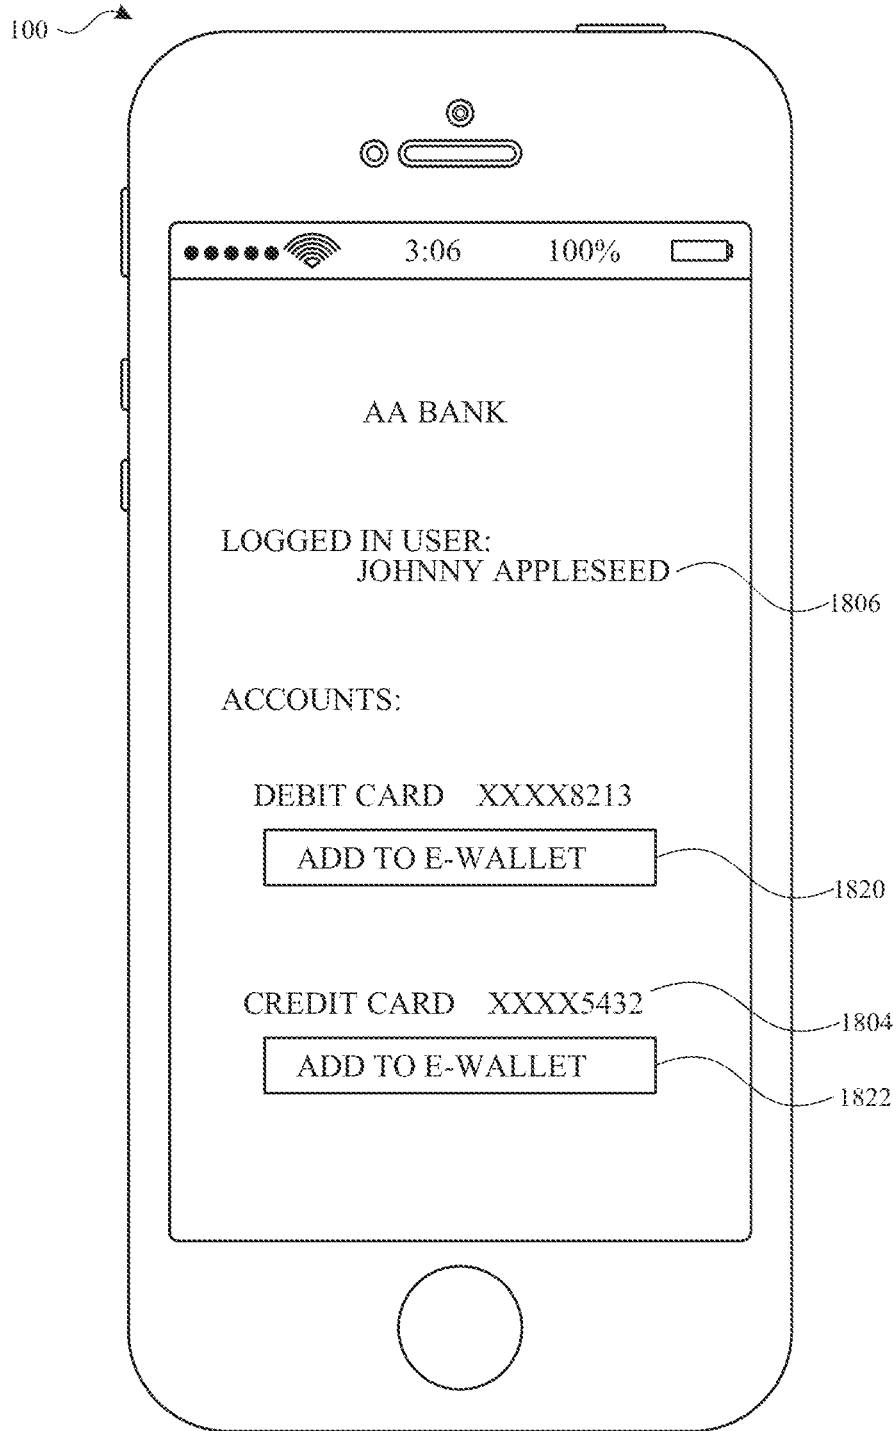 100
3:06 100%
AA BANK
LOGGED IN USER:
JOHNNY APPLESEED
1806
ACCOUNTS:
DEBIT CARD XXXX8213
ADD TO E-WALLET
1820
CREDIT CARD XXXX5432
1804
ADD TO E-WALLET
1822